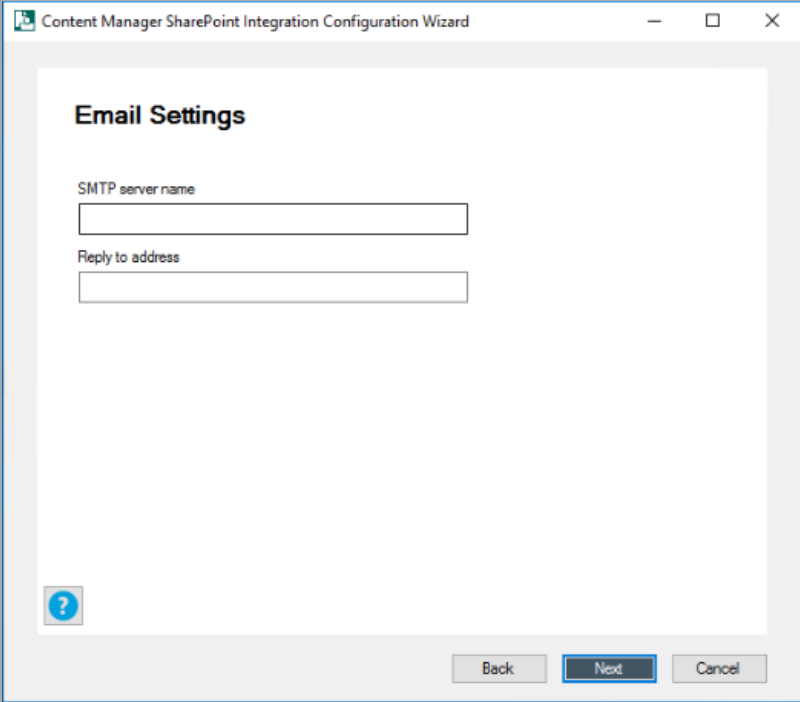 Content Manager SharePoint Integration Configuration Wizard
Email Settings
SMTP server name
Reply to address
?
Back Next Cancel